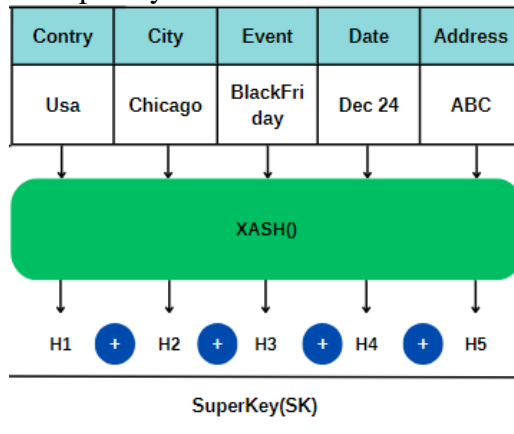 Contry City Event Date Address
Usa Chicago BlackFri
day Dec 24 ABC
XASH()
H1 + H2 + H3 + H4 + H5
SuperKey(SK)